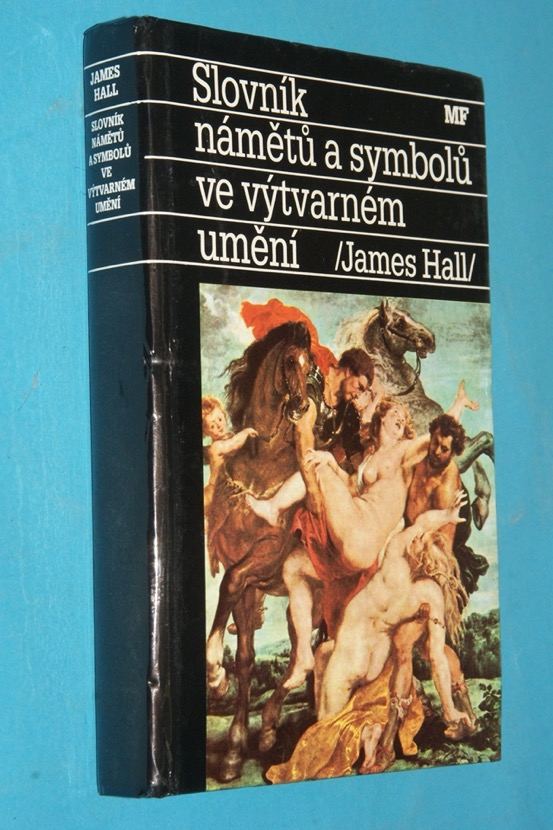 JAMES
HALL
SLOVNÍK
NÁMĚTŮ
A SYMBOLŮ
VE
VÝTVARNÉM
UMĚNÍ
Slovník
MF
námětů a symbolů
ve výtvarném
umění /James Hall/